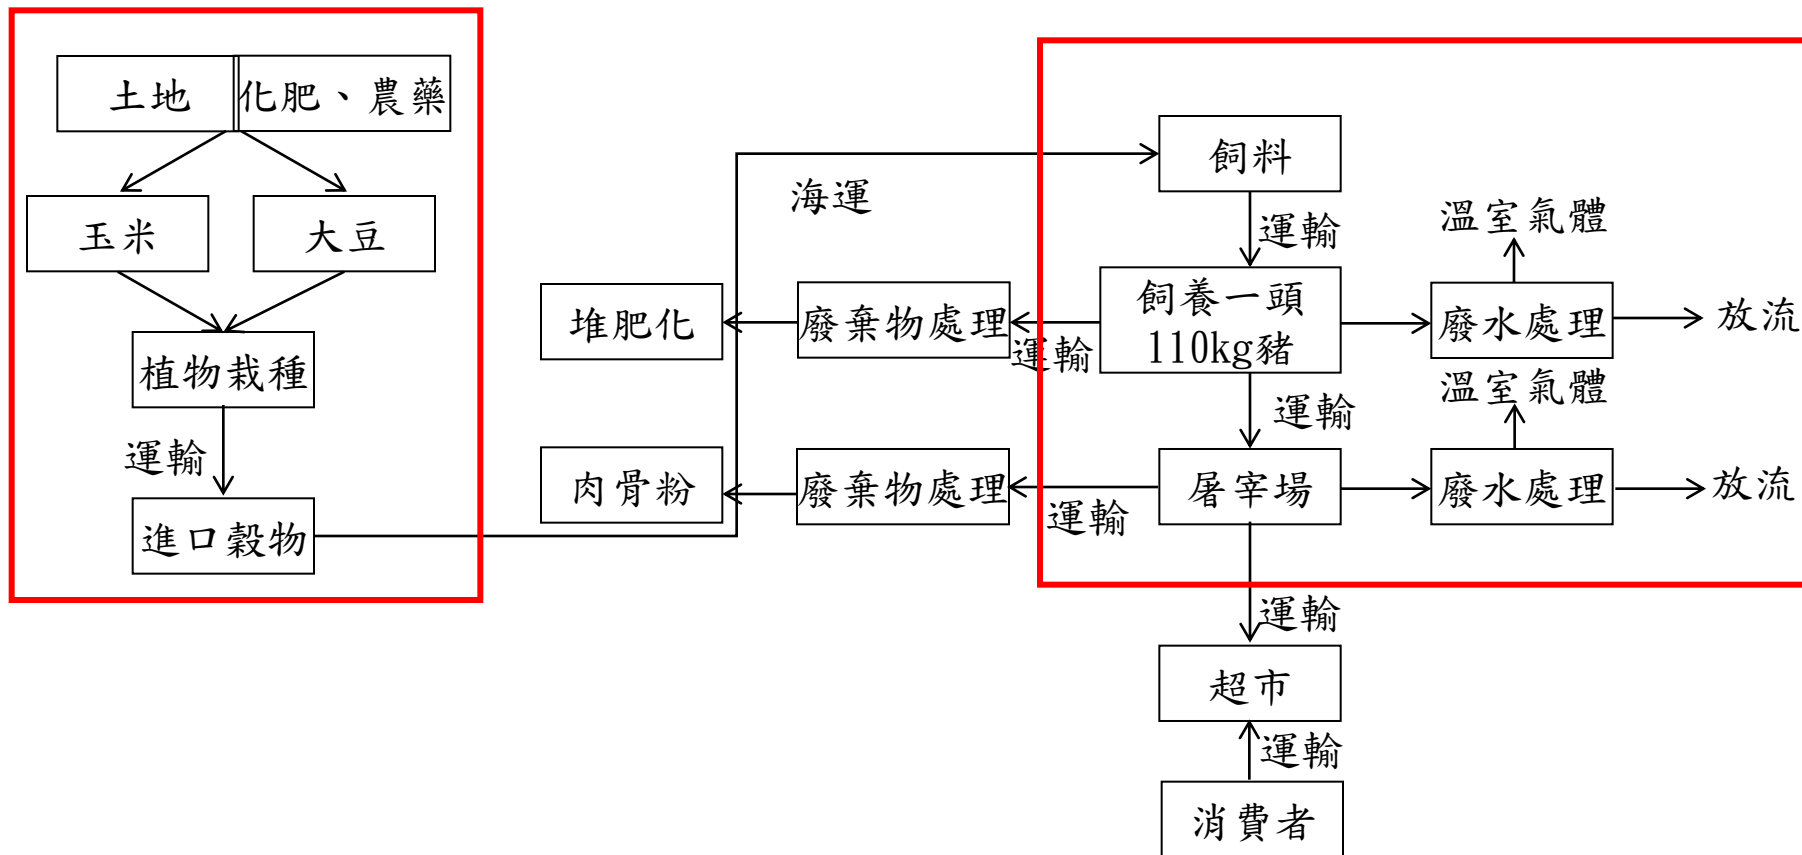 土地
化肥、農藥
玉米
大豆
植物栽種
運輸
進口穀物
海運
飼料
運輸
溫室氣體
堆肥化
廢棄物處理
運輸
飼養一頭
110kg豬
廢水處理
放流
運輸
溫室氣體
肉骨粉
廢棄物處理
運輸
屠宰場
廢水處理
放流
運輸
超市
運輸
消費者